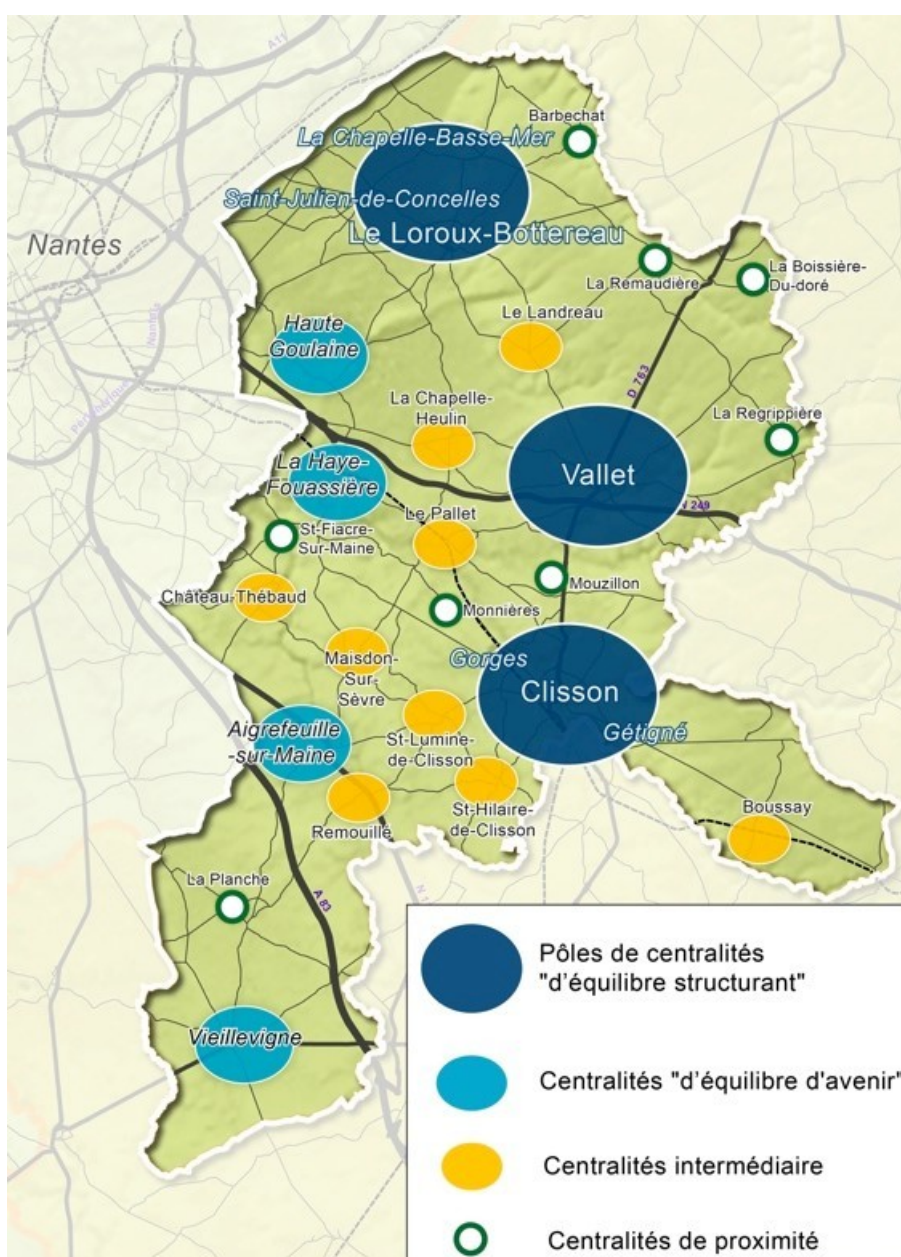 A11
Barbechat
La Chapelle-Basse-Mer
Saint-Julien-de-Concelles
Le Loroux-Bottereau
Nantes
La Remaudière
La Boissière-
Du-doré
Haute
Goulaine
Le Landreau
Périphérique Nantes
D 763
La Chapelle-
Heulin
La Regrippière
La Haye-
Fouassière
Vallet
Le Pallet
N 249
St-Fiacre-
Sur-Maine
Mouzillon
Château-Thébaud
Monnières
Maisdon-
Sur-
Sèvre
Gorges
Clisson
Gétigné
Aigrefeuille
-sur-Maine
St-Lumine-
de-Clisson
St-Hilaire-
de-Clisson
Boussay
Remouillé
La Planche
A 83
Vieillevigne
Pôles de centralités
"d'équilibre structurant"
Centralités "d'équilibre d'avenir"
Centralités intermédiaire
Centralités de proximité